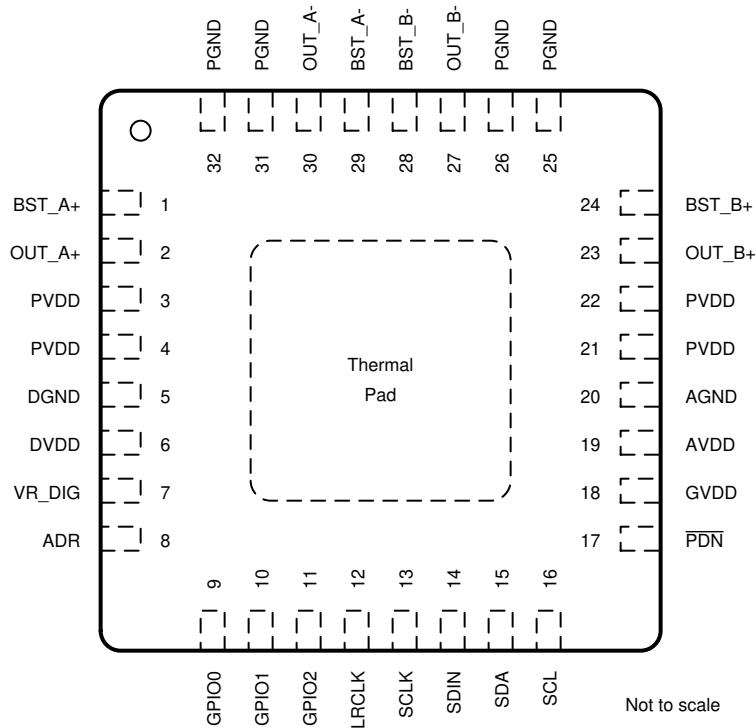 PGND
PGND
OUT_A-
BST_A-
BST_B-
OUT_B-
PGND
PGND
32
31
30
29
28
27
26
25
BST_A+ 1
24 BST_B+
OUT_A+ 2
23 OUT_B+
PVDD 3
22 PVDD
PVDD 4
21 PVDD
DGND 5
20 AGND
DVDD 6
19 AVDD
VR_DIG 7
18 GVDD
ADR 8
17 PDN
Thermal
Pad
9
10
11
12
13
14
15
16
GPIO0
GPIO1
GPIO2
LRCLK
SCLK
SDIN
SDA
SCL
Not to scale